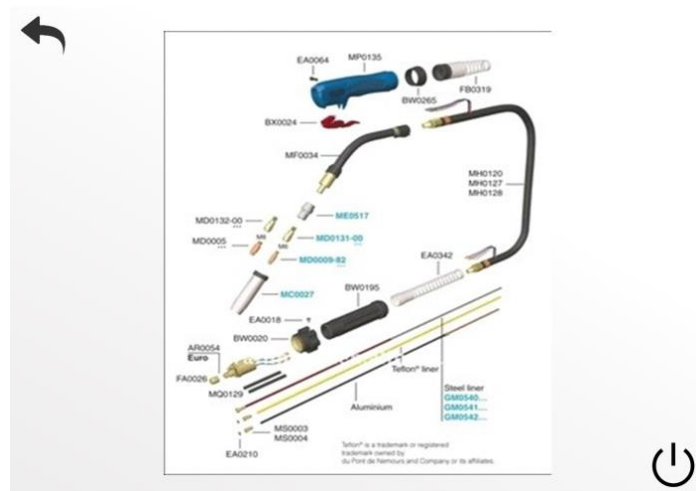 EA0064
MP0135
FB0319
BW0265
BX0024
MF0034
MH0120
MH0127
MH0128
MD0132-00
ME0517
M8
MD0005
MD0131-00
M6
MD0009-82
EA0342
MC0027
BW0195
EA0018
BW0020
AR0054
Euro
FA0026
MQ0129
Teflon® liner
Steel liner
GM0540...
GM0541...
GM0542...
Aluminium
MS0003
MS0004
EA0210
Teflon® is a trademark or registered
trademark owned by
du Pont de Nemours and Company or its affiliates.